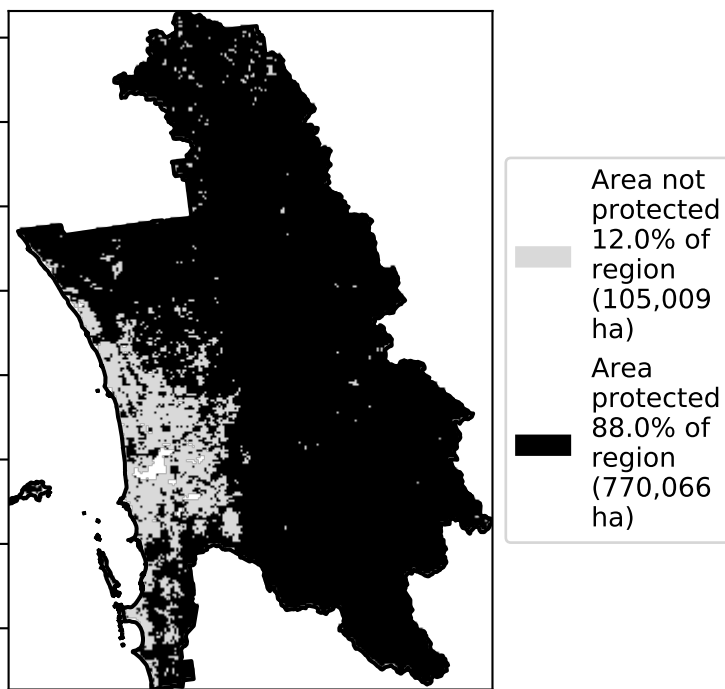 Area not
protected
12.0% of
region
(105,009
ha)
Area
protected
88.0% of
region
(770,066
ha)